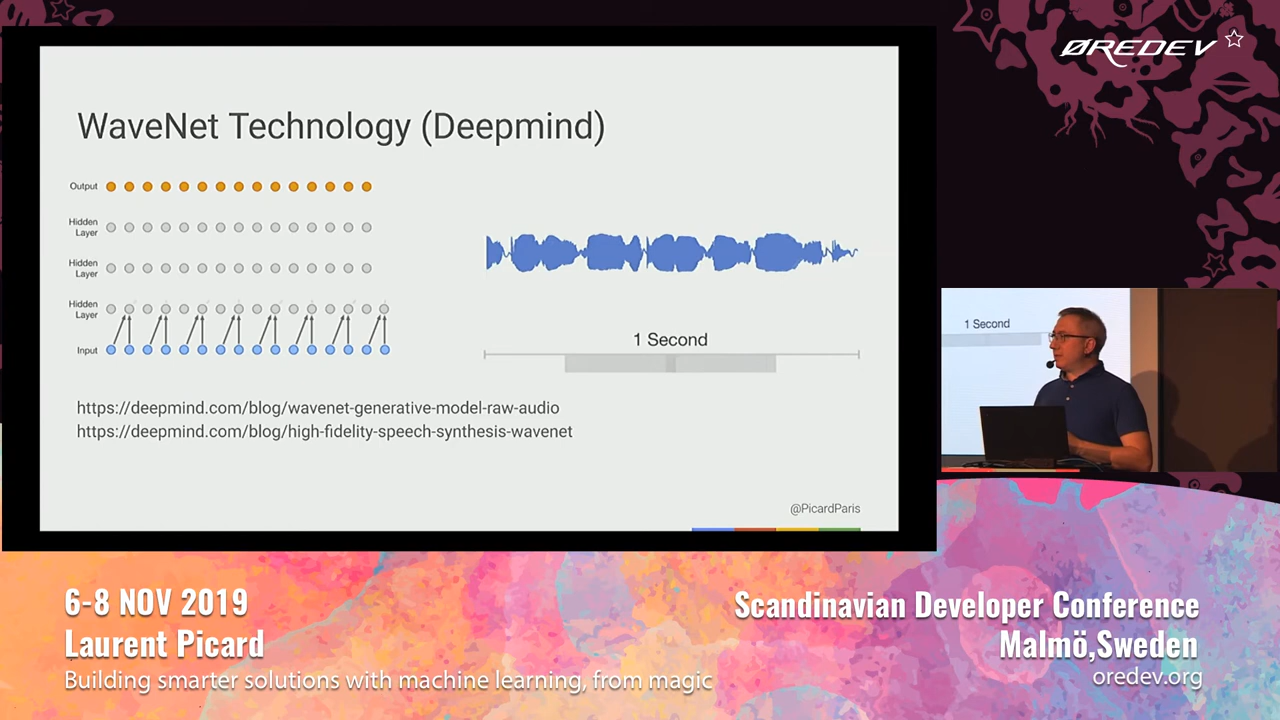 ØREDEV
WaveNet Technology (Deepmind)
Output
Hidden
Layer
Hidden
Layer
Hidden
Layer
Input
1 Second
https://deepmind.com/blog/wavenet-generative-model-raw-audio
https://deepmind.com/blog/high-fidelity-speech-synthesis-wavenet
@PicardParis
1 Second
6-8 NOV 2019
Laurent Picard
Building smarter solutions with machine learning, from magic
Scandinavian Developer Conference
Malmö,Sweden
oredev.org